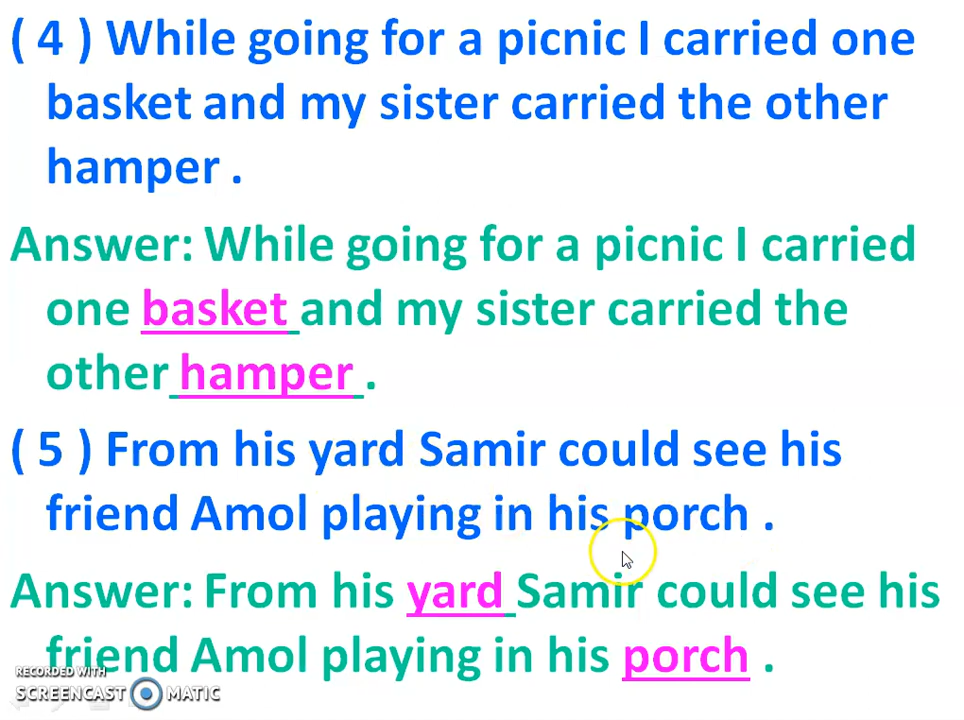 ( 4 ) While going for a picnic I carried one
basket and my sister carried the other
hamper .
Answer: While going for a picnic I carried
one basket and my sister carried the
other hamper .
( 5 ) From his yard Samir could see his
friend Amol playing in his porch .
Answer: From his yard Samir could see his
friend Amol playing in his porch .
RECORDED WITH
SCREENCAST MATIC